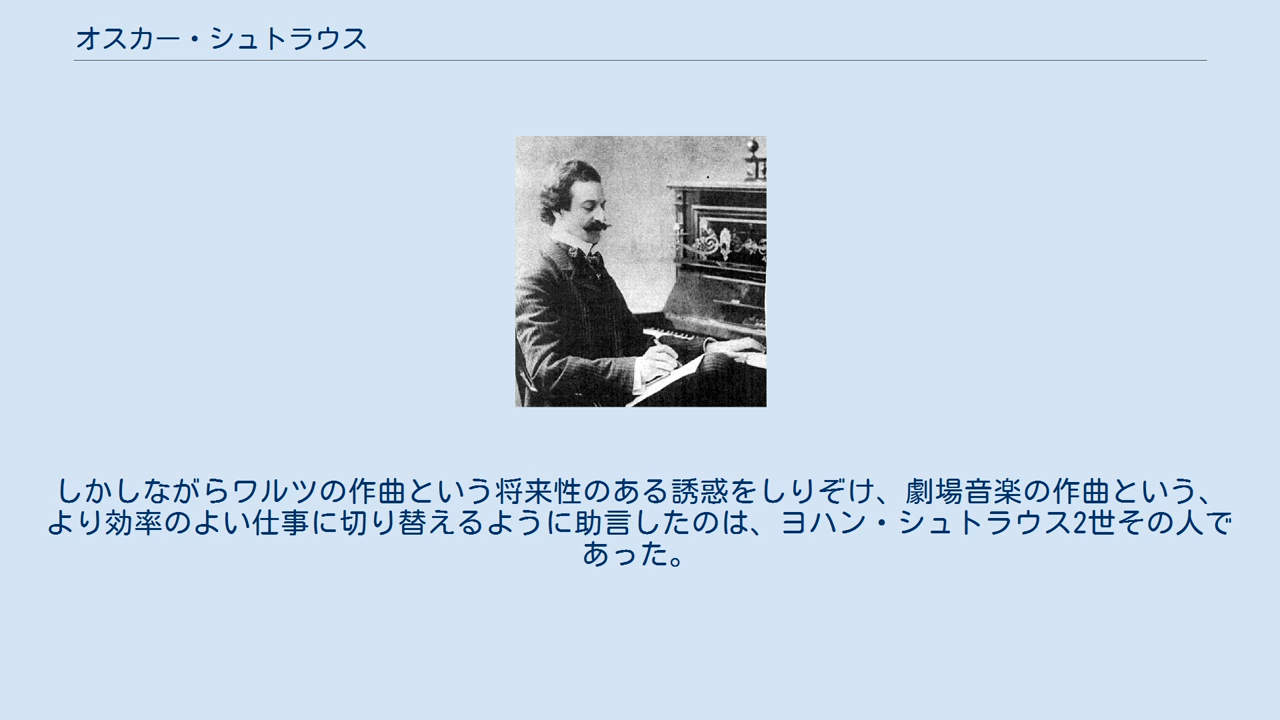 オスカー・シュトラウス
しかしながらワルツの作曲という将来性のある誘惑をしりぞけ、劇場音楽の作曲という、
より効率のよい仕事に切り替えるように助言したのは、ヨハン・シュトラウス2世その人で
あった。